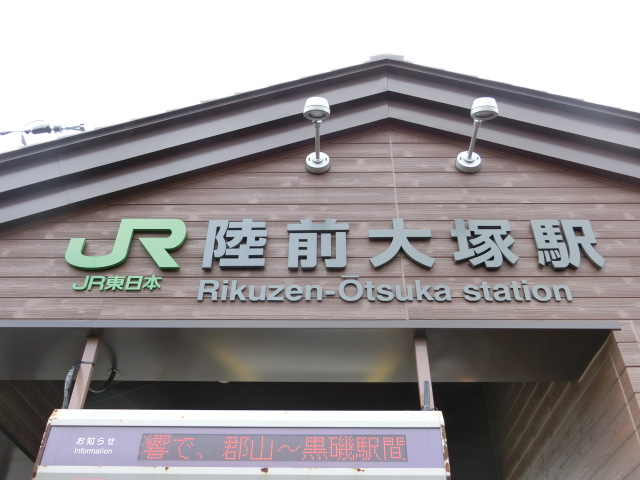 JR 陸前大塚駅
JR東日本
Rikuzen-Ōtsuka station
お知らせ
Information
響で、郡山～黒磯駅間